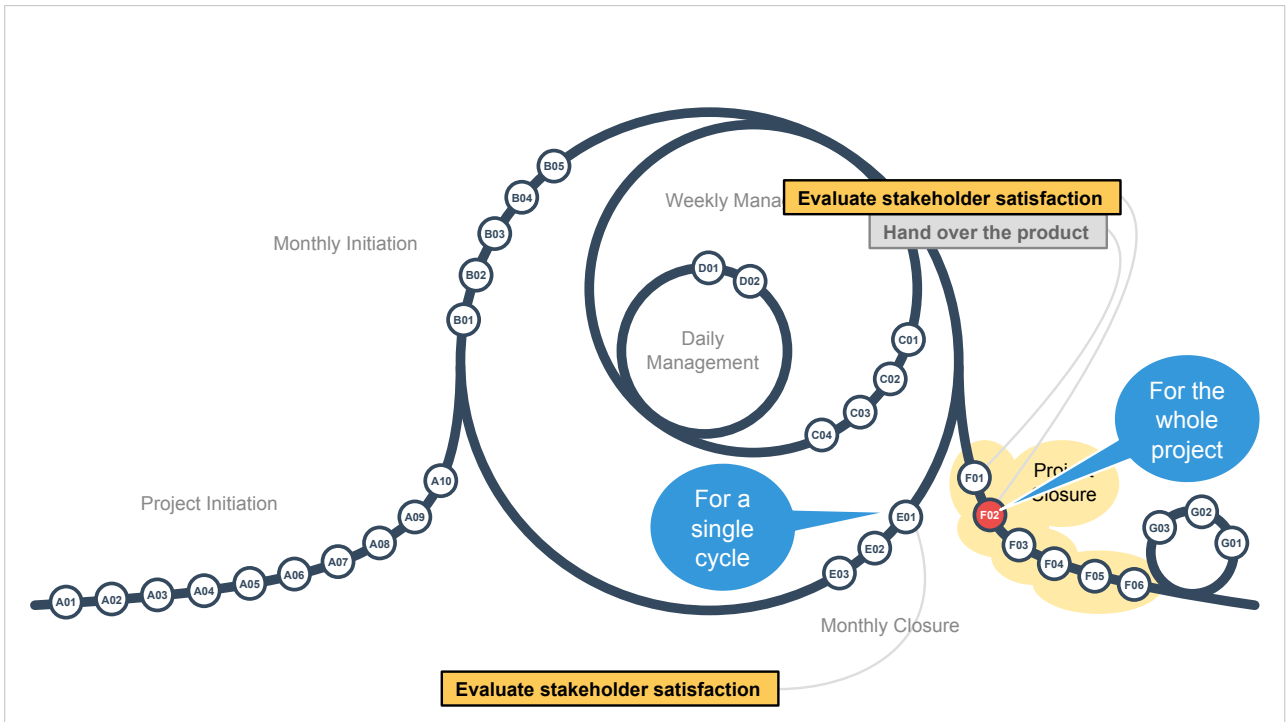 B05
B04
B03
B02
B01
Monthly Initiation
Weekly Mana
Evaluate stakeholder satisfaction
Hand over the product
D01
D02
Daily
Management
C01
C02
C03
C04
For the
whole
project
Project Initiation
A10
A09
A08
A07
A06
A05
A04
A03
A02
A01
For a
single
cycle
E01
E02
E03
Monthly Closure
F01
Project
Closure
F02
F03
F04
F05
F06
G03
G02
G01
Evaluate stakeholder satisfaction